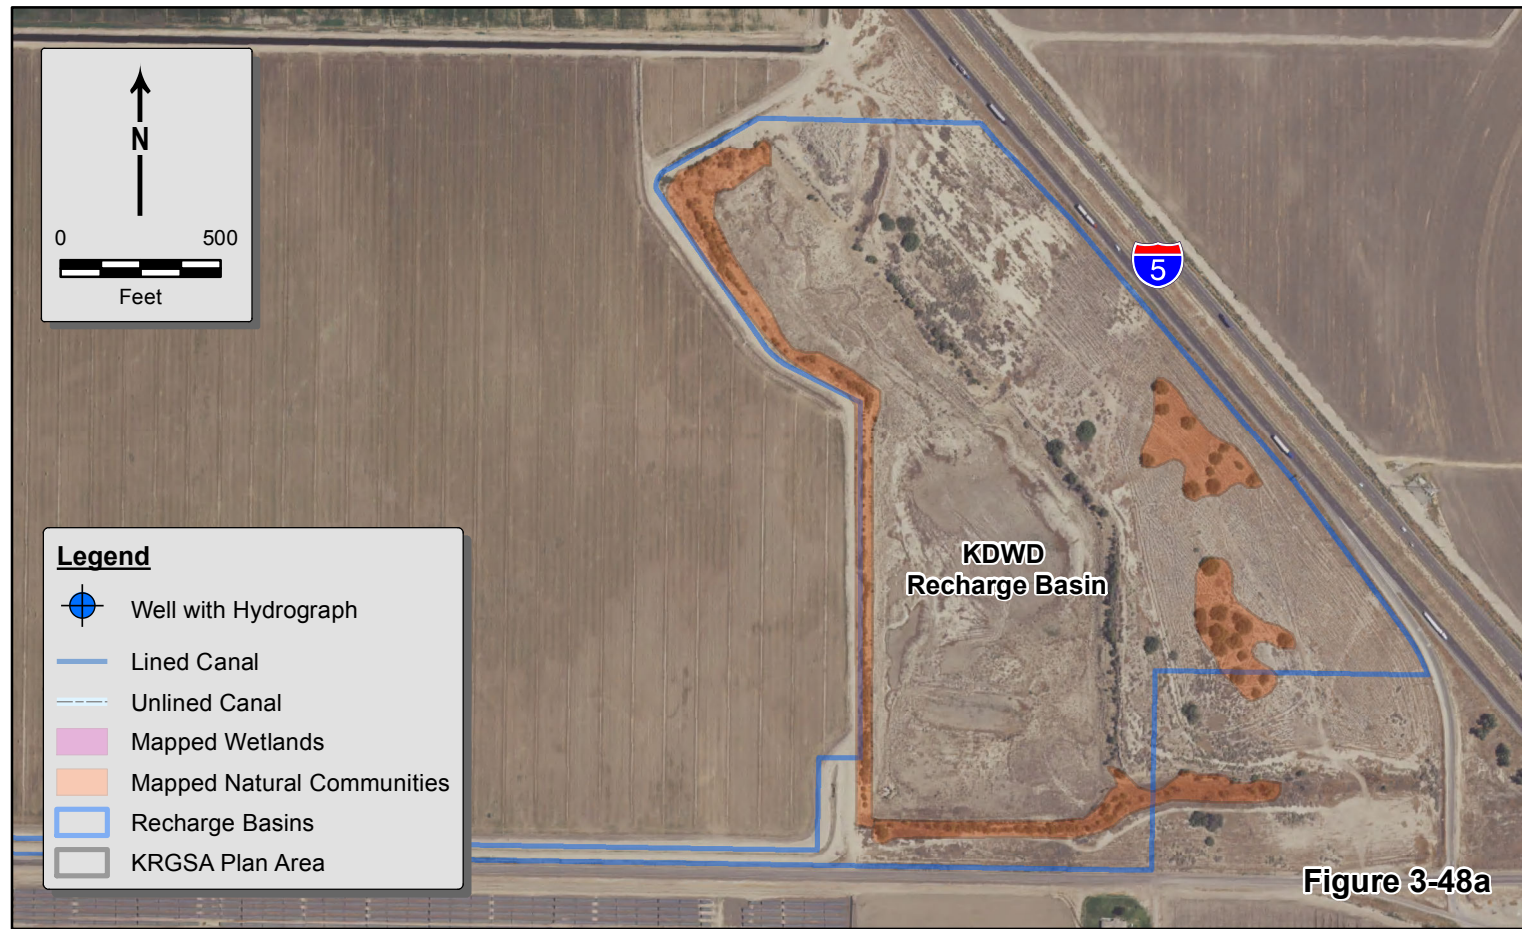 N
0 500
Feet
5
KDWD
Recharge Basin
Legend
Well with Hydrograph
Lined Canal
Unlined Canal
Mapped Wetlands
Mapped Natural Communities
Recharge Basins
KRGSA Plan Area
Figure 3-48a